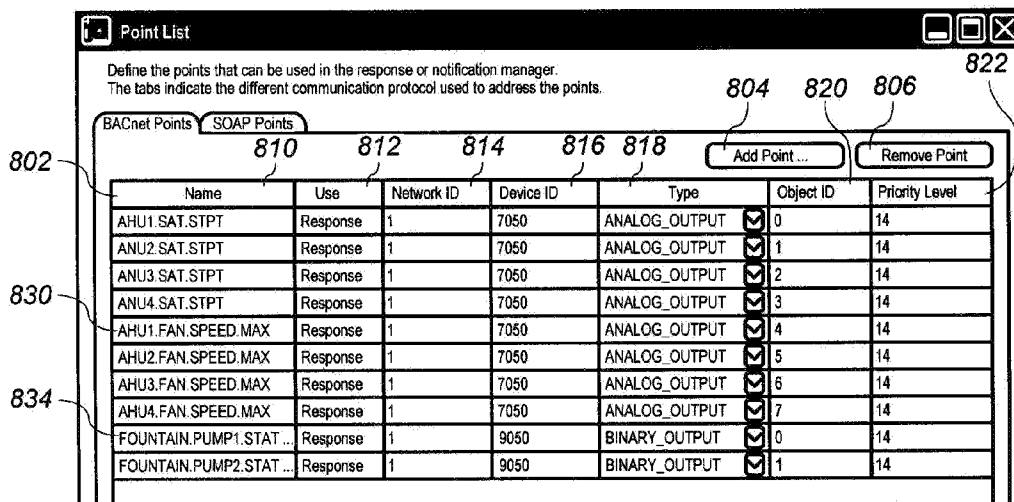 Point List
Define the points that can be used in the response or notification manager.
The tabs indicate the different communication protocol used to address the points.
822
804 820 806
BACnet Points SOAP Points
802 810 812 814 816 818 Add Point ... Remove Point
Name Use Network ID Device ID Type Object ID Priority Level
AHU1.SAT.STPT Response 1 7050 ANALOG_OUTPUT 0 14
ANU2.SAT.STPT Response 1 7050 ANALOG_OUTPUT 1 14
ANU3.SAT.STPT Response 1 7050 ANALOG_OUTPUT 2 14
ANU4.SAT.STPT Response 1 7050 ANALOG_OUTPUT 3 14
830 AHU1.FAN.SPEED.MAX Response 1 7050 ANALOG_OUTPUT 4 14
AHU2.FAN.SPEED.MAX Response 1 7050 ANALOG_OUTPUT 5 14
AHU3.FAN.SPEED.MAX Response 1 7050 ANALOG_OUTPUT 6 14
834 AHU4.FAN.SPEED.MAX Response 1 7050 ANALOG_OUTPUT 7 14
FOUNTAIN.PUMP1.STAT ... Response 1 9050 BINARY_OUTPUT 0 14
FOUNTAIN.PUMP2.STAT ... Response 1 9050 BINARY_OUTPUT 1 14